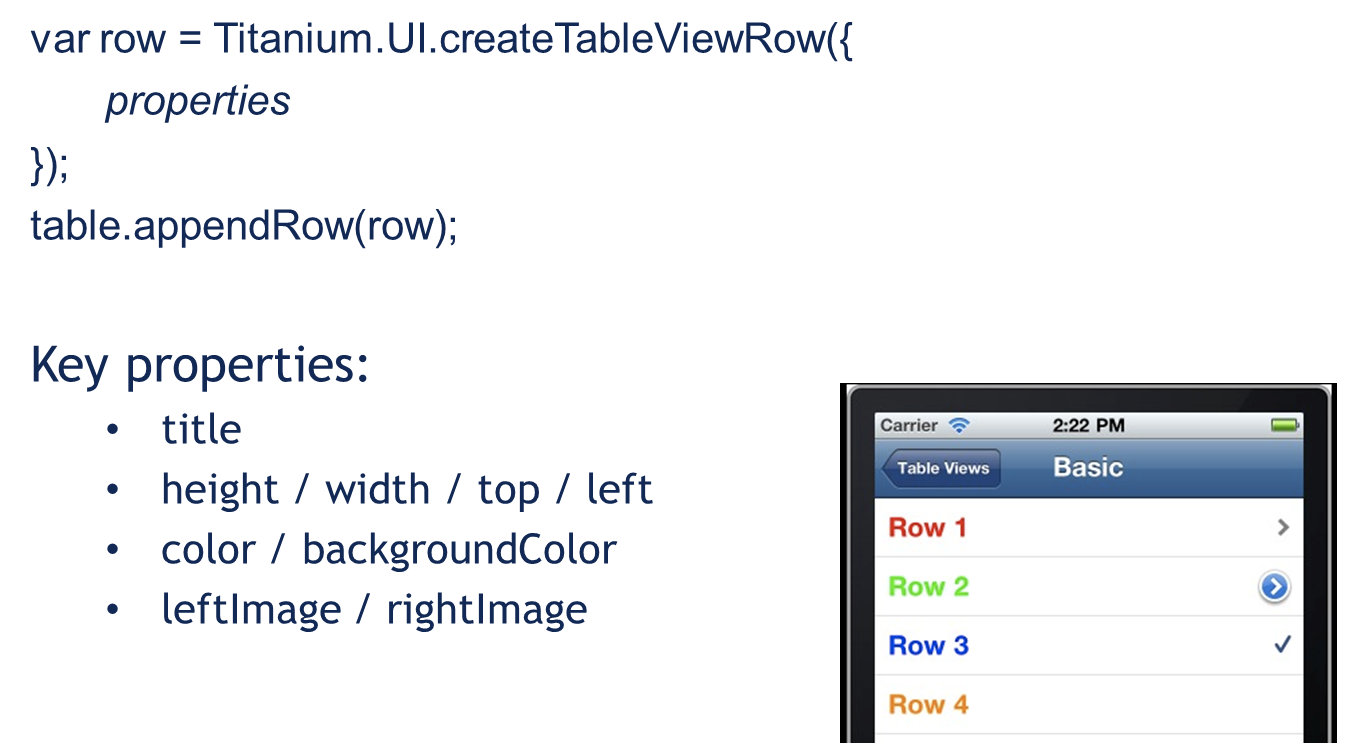 var row = Titanium.UI.createTableViewRow({
properties
});
table.appendRow(row);
Key properties:
• title
• height / width / top / left
• color / backgroundColor
• leftImage / rightImage
Carrier 2:22 PM
Table Views Basic
Row 1
Row 2
Row 3
Row 4